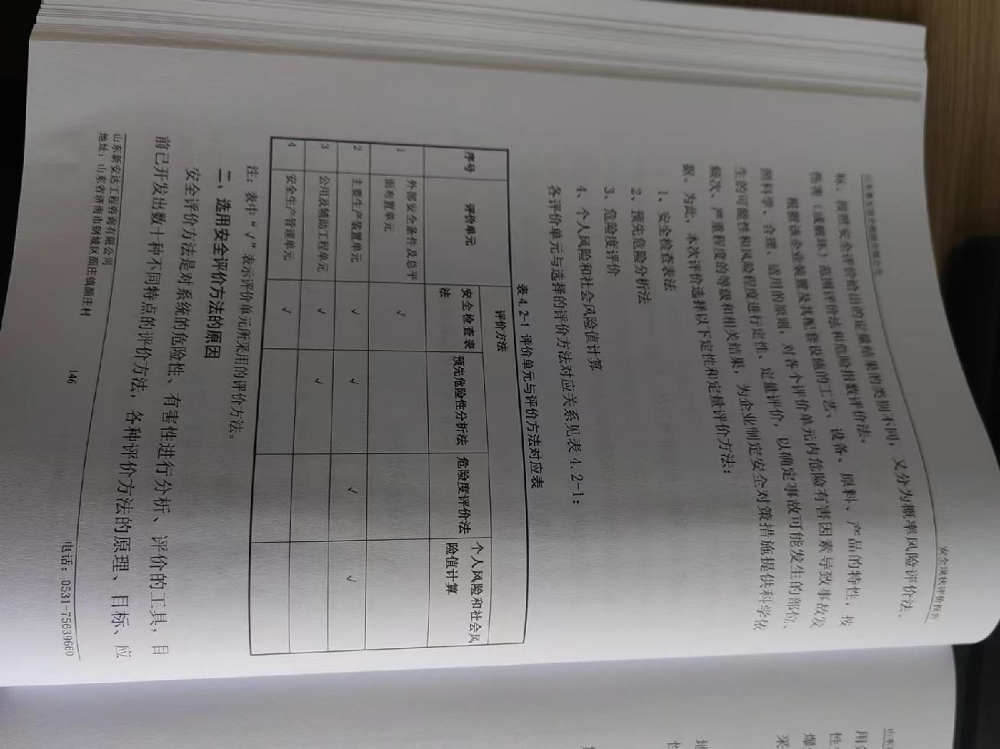 安全现状评价报告
标、按照安全评价给出的定量结果的类别不同，又分为概率风险评价法、
伤害（或破坏）范围评价法和危险指数评价法。
根据该企业装置及其配套设施的工艺、设备、原料、产品的特性，按
照科学、合理、适用的原则，对各个评价单元内危险有害因素导致事故发
生的可能性和风险程度进行定性、定量评价，以确定事故可能发生的部位、
频次、严重程度的等级和相关结果，为企业制定安全对策措施提供科学依
据。为此，本次评价选择以下定性和定量评价方法：
1、安全检查表法
2、预先危险分析法
3、危险度评价
4、个人风险和社会风险值计算
各评价单元与选择的评价方法对应关系见表4.2-1：
表4.2-1 评价单元与评价方法对应表
序号 评价单元 评价方法
安全检查表 预先危险性分析法 危险度评价法 个人风险和社会风
法 险值计算
1 外部安全条件及总平 √
面布置单元
2 主要生产装置单元 √ √ √ √
3 公用及辅助工程单元 √ √
4 安全生产管理单元 √
注：表中“√”表示评价单元所采用的评价方法。
二、选用安全评价方法的原因
安全评价方法是对系统的危险性、有害性进行分析、评价的工具，目
前已开发出数十种不同特点的评价方法，各种评价方法的原理、目标、应
山东新安达工程咨询有限公司
地址：山东省济南市钢城区颜庄镇颜庄村 146 电话：0531-75639660
山东
用
性
爆
采
地
性